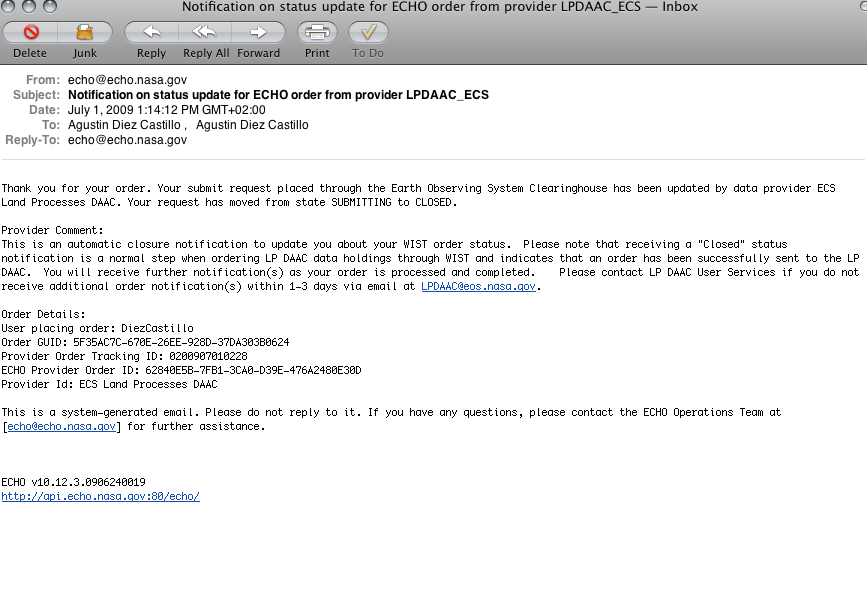 Notification on status update for ECHO order from provider LPDAAC_ECS — Inbox
Delete Junk Reply Reply All Forward Print To Do
From: echo@echo.nasa.gov
Subject: Notification on status update for ECHO order from provider LPDAAC_ECS
Date: July 1, 2009 1:14:12 PM GMT+02:00
To: Agustin Diez Castillo , Agustin Diez Castillo
Reply-To: echo@echo.nasa.gov
Thank you for your order. Your submit request placed through the Earth Observing System Clearinghouse has been updated by data provider ECS
Land Processes DAAC. Your request has moved from state SUBMITTING to CLOSED.
Provider Comment:
This is an automatic closure notification to update you about your WIST order status.  Please note that receiving a "Closed" status
notification is a normal step when ordering LP DAAC data holdings through WIST and indicates that an order has been successfully sent to the LP
DAAC.  You will receive further notification(s) as your order is processed and completed.    Please contact LP DAAC User Services if you do not
receive additional order notification(s) within 1-3 days via email at LPDAAC@eos.nasa.gov.
Order Details:
User placing order: DiezCastillo
Order GUID: 5F35AC7C-670E-26EE-928D-37DA303B0624
Provider Order Tracking ID: 0200907010228
ECHO Provider Order ID: 62840E5B-7FB1-3CA0-D39E-476A2480E30D
Provider Id: ECS Land Processes DAAC
This is a system-generated email. Please do not reply to it. If you have any questions, please contact the ECHO Operations Team at
[echo@echo.nasa.gov] for further assistance.
ECHO v10.12.3.0906240019
http://api.echo.nasa.gov:80/echo/